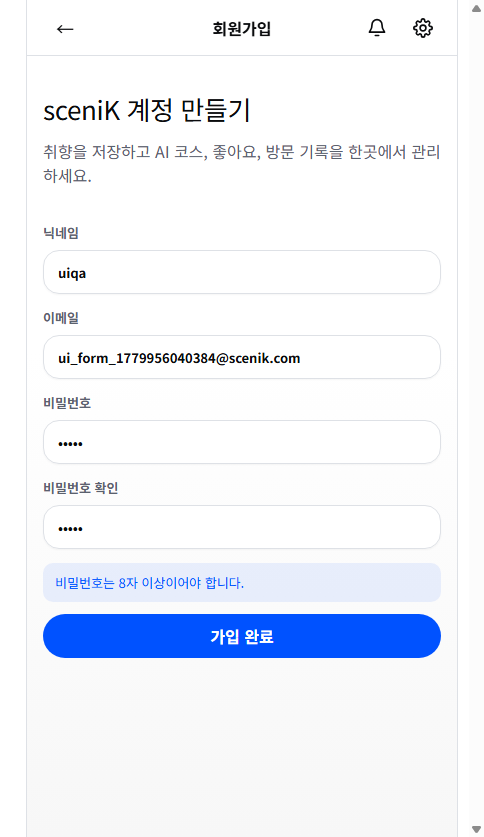 회원가입
sceniK 계정 만들기
취향을 저장하고 AI 코스, 좋아요, 방문 기록을 한곳에서 관리
하세요.
닉네임
uiqa
이메일
ui_form_1779956040384@scenik.com
비밀번호
•••••
비밀번호 확인
•••••
비밀번호는 8자 이상이어야 합니다.
가입 완료